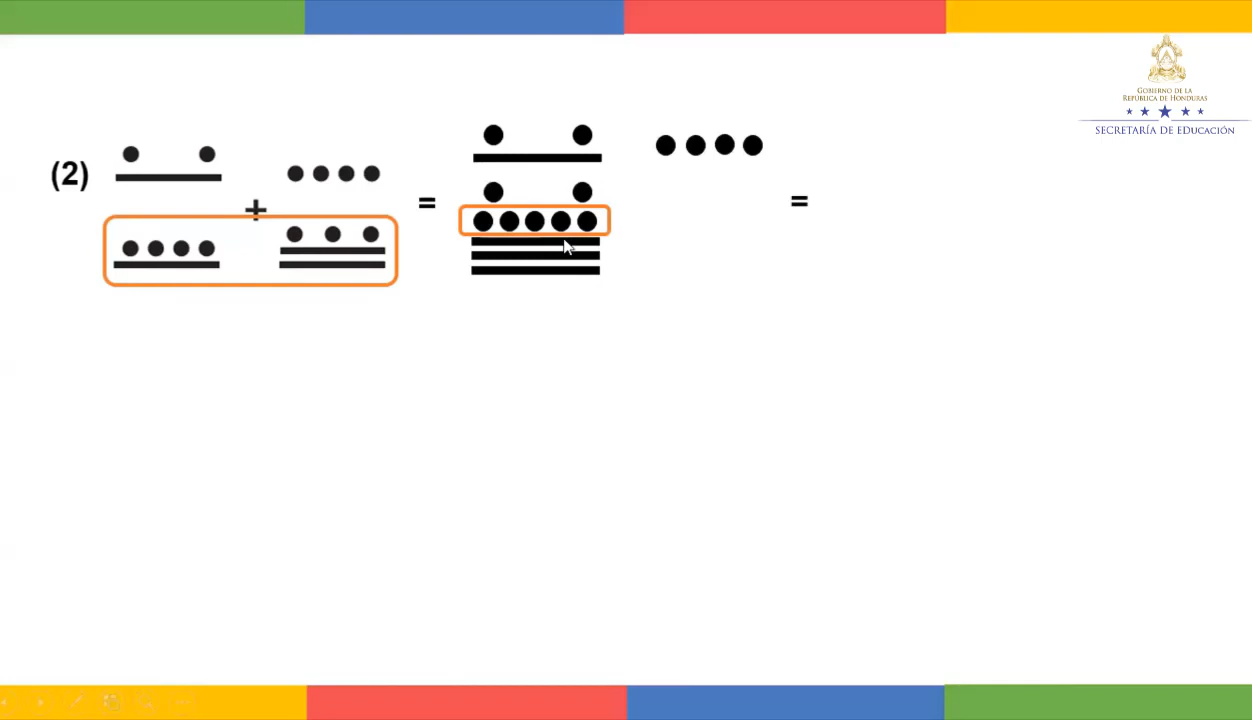 GOBIERNO DE LA
REPÚBLICA DE HONDURAS
SECRETARÍA DE EDUCACIÓN
(2)
+ = =